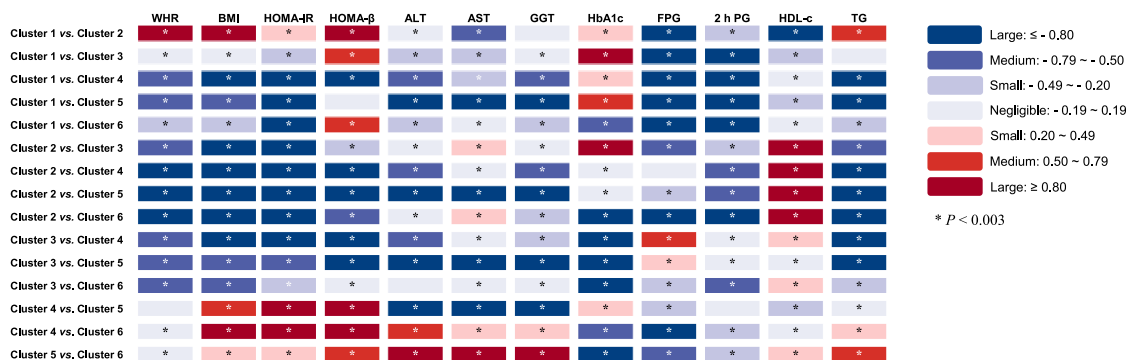 WHR BMI HOMA-IR HOMA-β ALT AST GGT HbA1c FPG 2 h PG HDL-c TG
Cluster 1 vs. Cluster 2 * * * * * * * * * * *
Cluster 1 vs. Cluster 3 * * * * * * * * * * *
Cluster 1 vs. Cluster 4 * * * * * * * * * * * *
Cluster 1 vs. Cluster 5 * * * * * * * * * * *
Cluster 1 vs. Cluster 6 * * * * * * * * * * * *
Cluster 2 vs. Cluster 3 * * * * * * * * * * * *
Cluster 2 vs. Cluster 4 * * * * * * * * * * *
Cluster 2 vs. Cluster 5 * * * * * * * * * * * *
Cluster 2 vs. Cluster 6 * * * * * * * * * * * *
Cluster 3 vs. Cluster 4 * * * * * * * * * * * *
Cluster 3 vs. Cluster 5 * * * * * * * * * * * *
Cluster 3 vs. Cluster 6 * * * * * * * * * * * *
Cluster 4 vs. Cluster 5 * * * * * * * * * * *
Cluster 4 vs. Cluster 6 * * * * * * * * * * * *
Cluster 5 vs. Cluster 6 * * * * * * * * * * * *
Large: ≤ - 0.80
Medium: - 0.79 ~ - 0.50
Small: - 0.49 ~ - 0.20
Negligible: - 0.19 ~ 0.19
Small: 0.20 ~ 0.49
Medium: 0.50 ~ 0.79
Large: ≥ 0.80
* P < 0.003